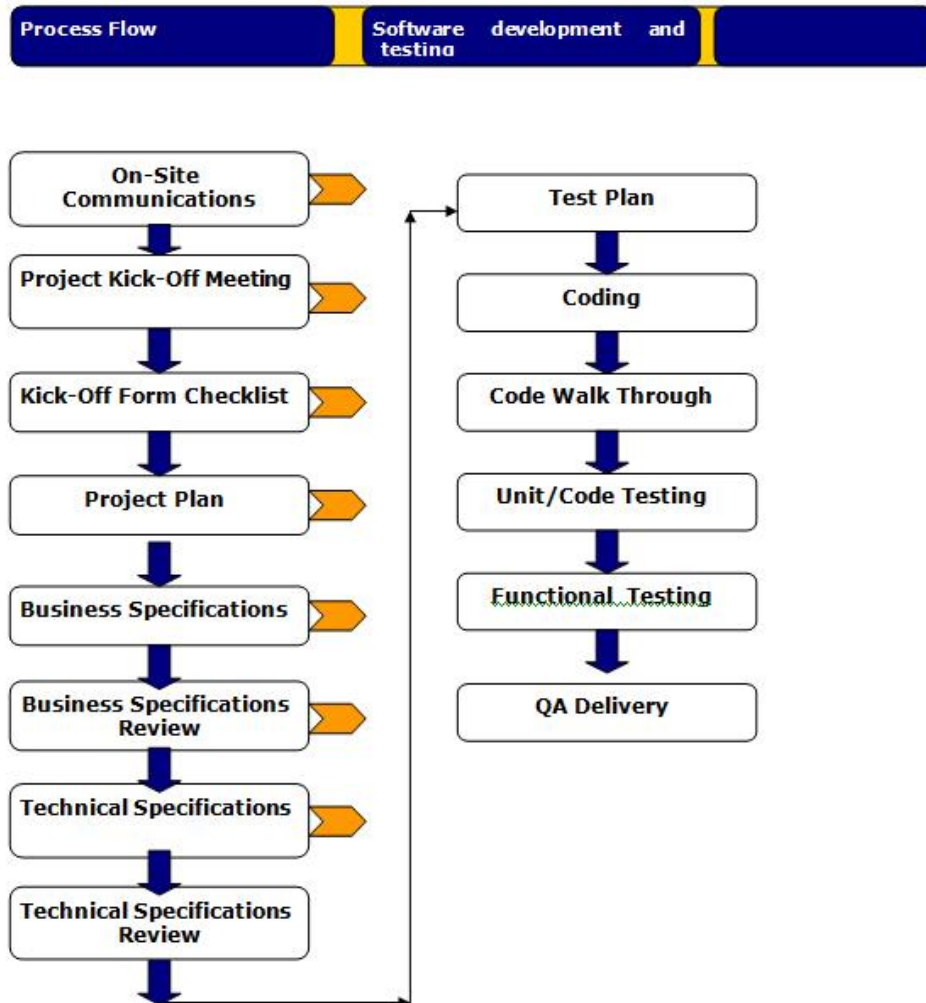 Process Flow
Software development and
testing
On-Site
Communications
Project Kick-Off Meeting
Kick-Off Form Checklist
Project Plan
Business Specifications
Business Specifications
Review
Technical Specifications
Technical Specifications
Review
Test Plan
Coding
Code Walk Through
Unit/Code Testing
Functional Testing
QA Delivery